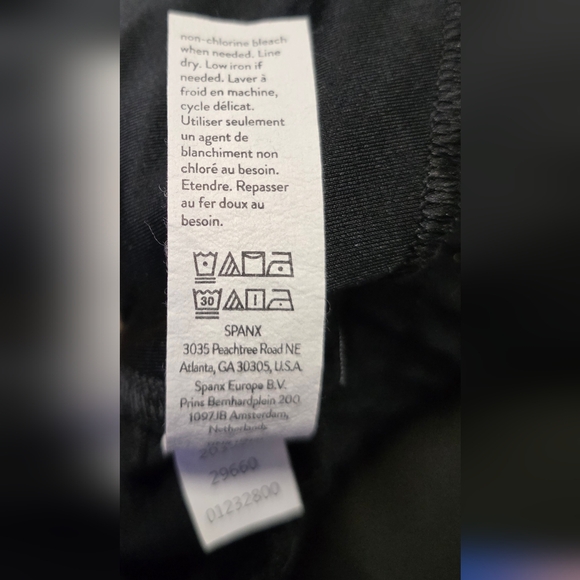 non-chlorine bleach
when needed. Line
dry. Low iron if
needed. Laver à
froid en machine,
cycle délicat.
Utiliser seulement
un agent de
blanchiment non
chloré au besoin.
Etendre. Repasser
au fer doux au
besoin.
30
SPANX
3035 Peachtree Road NE
Atlanta, GA 30305, U.S.A.
Spanx Europe B.V.
Prins Bernhardplein 200
1097JB Amsterdam,
Netherlands
29660
01232800